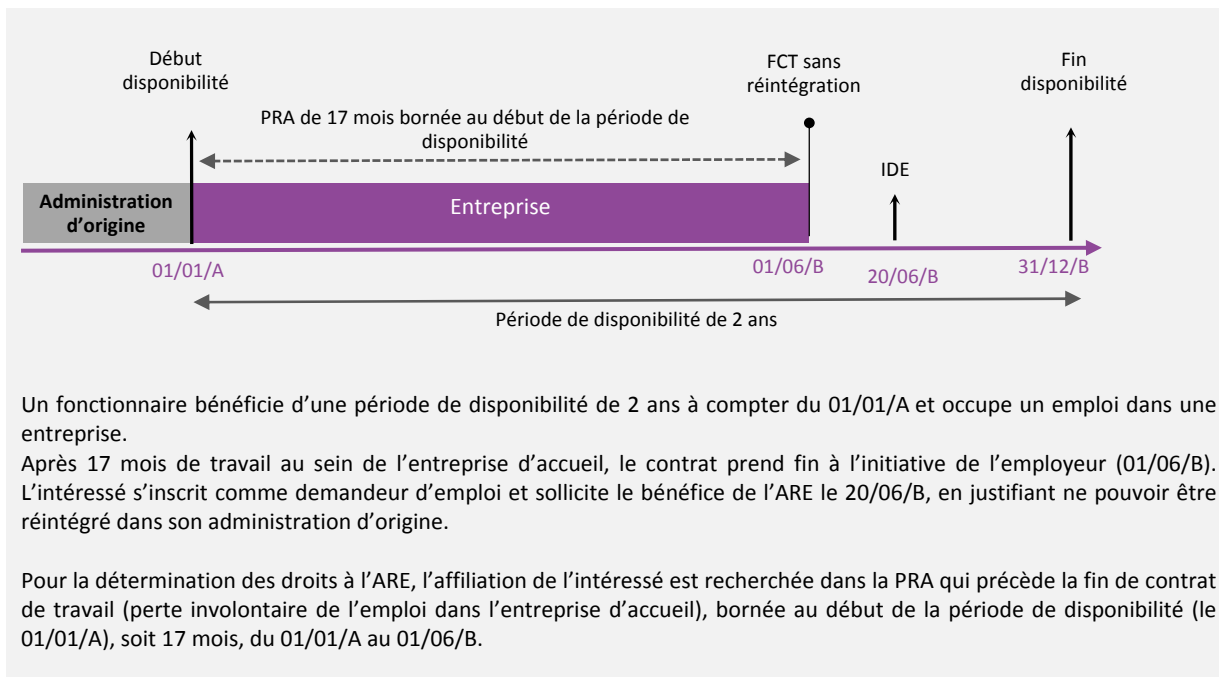 Début
disponibilité
FCT sans
réintégration
Fin
disponibilité
PRA de 17 mois bornée au début de la période de
disponibilité
IDE
Administration
d’origine
Entreprise
01/01/A
01/06/B
20/06/B
31/12/B
Période de disponibilité de 2 ans
Un fonctionnaire bénéficie d’une période de disponibilité de 2 ans à compter du 01/01/A et occupe un emploi dans une
entreprise.
Après 17 mois de travail au sein de l’entreprise d’accueil, le contrat prend fin à l’initiative de l’employeur (01/06/B).
L’intéressé s’inscrit comme demandeur d’emploi et sollicite le bénéfice de l’ARE le 20/06/B, en justifiant ne pouvoir être
réintégré dans son administration d’origine.
Pour la détermination des droits à l’ARE, l’affiliation de l’intéressé est recherchée dans la PRA qui précède la fin de contrat
de travail (perte involontaire de l’emploi dans l’entreprise d’accueil), bornée au début de la période de disponibilité (le
01/01/A), soit 17 mois, du 01/01/A au 01/06/B.